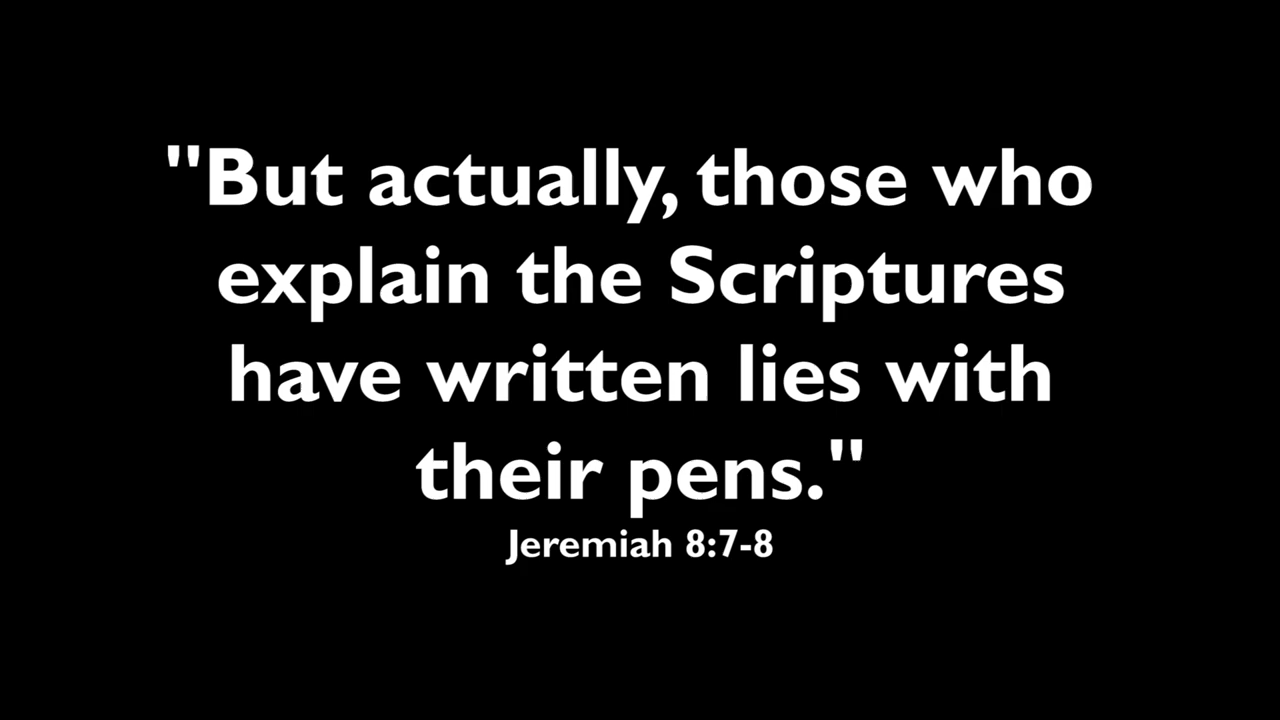 "But actually, those who
explain the Scriptures
have written lies with
their pens."
Jeremiah 8:7-8